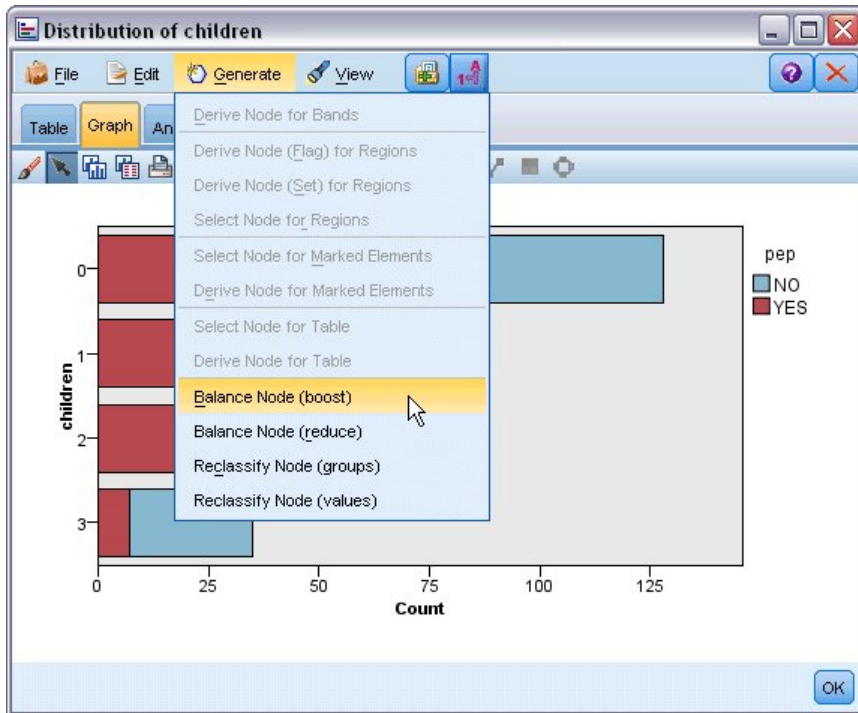 Distribution of children
File Edit Generate View
Table Graph An
Derive Node for Bands
Derive Node (Flag) for Regions
Derive Node (Set) for Regions
Select Node for Regions
Select Node for Marked Elements
Derive Node for Marked Elements
Select Node for Table
Derive Node for Table
Balance Node (boost)
Balance Node (reduce)
Reclassify Node (groups)
Reclassify Node (values)
pep
NO
YES
children
0
1
2
3
0 25 50 75 100 125
Count
OK